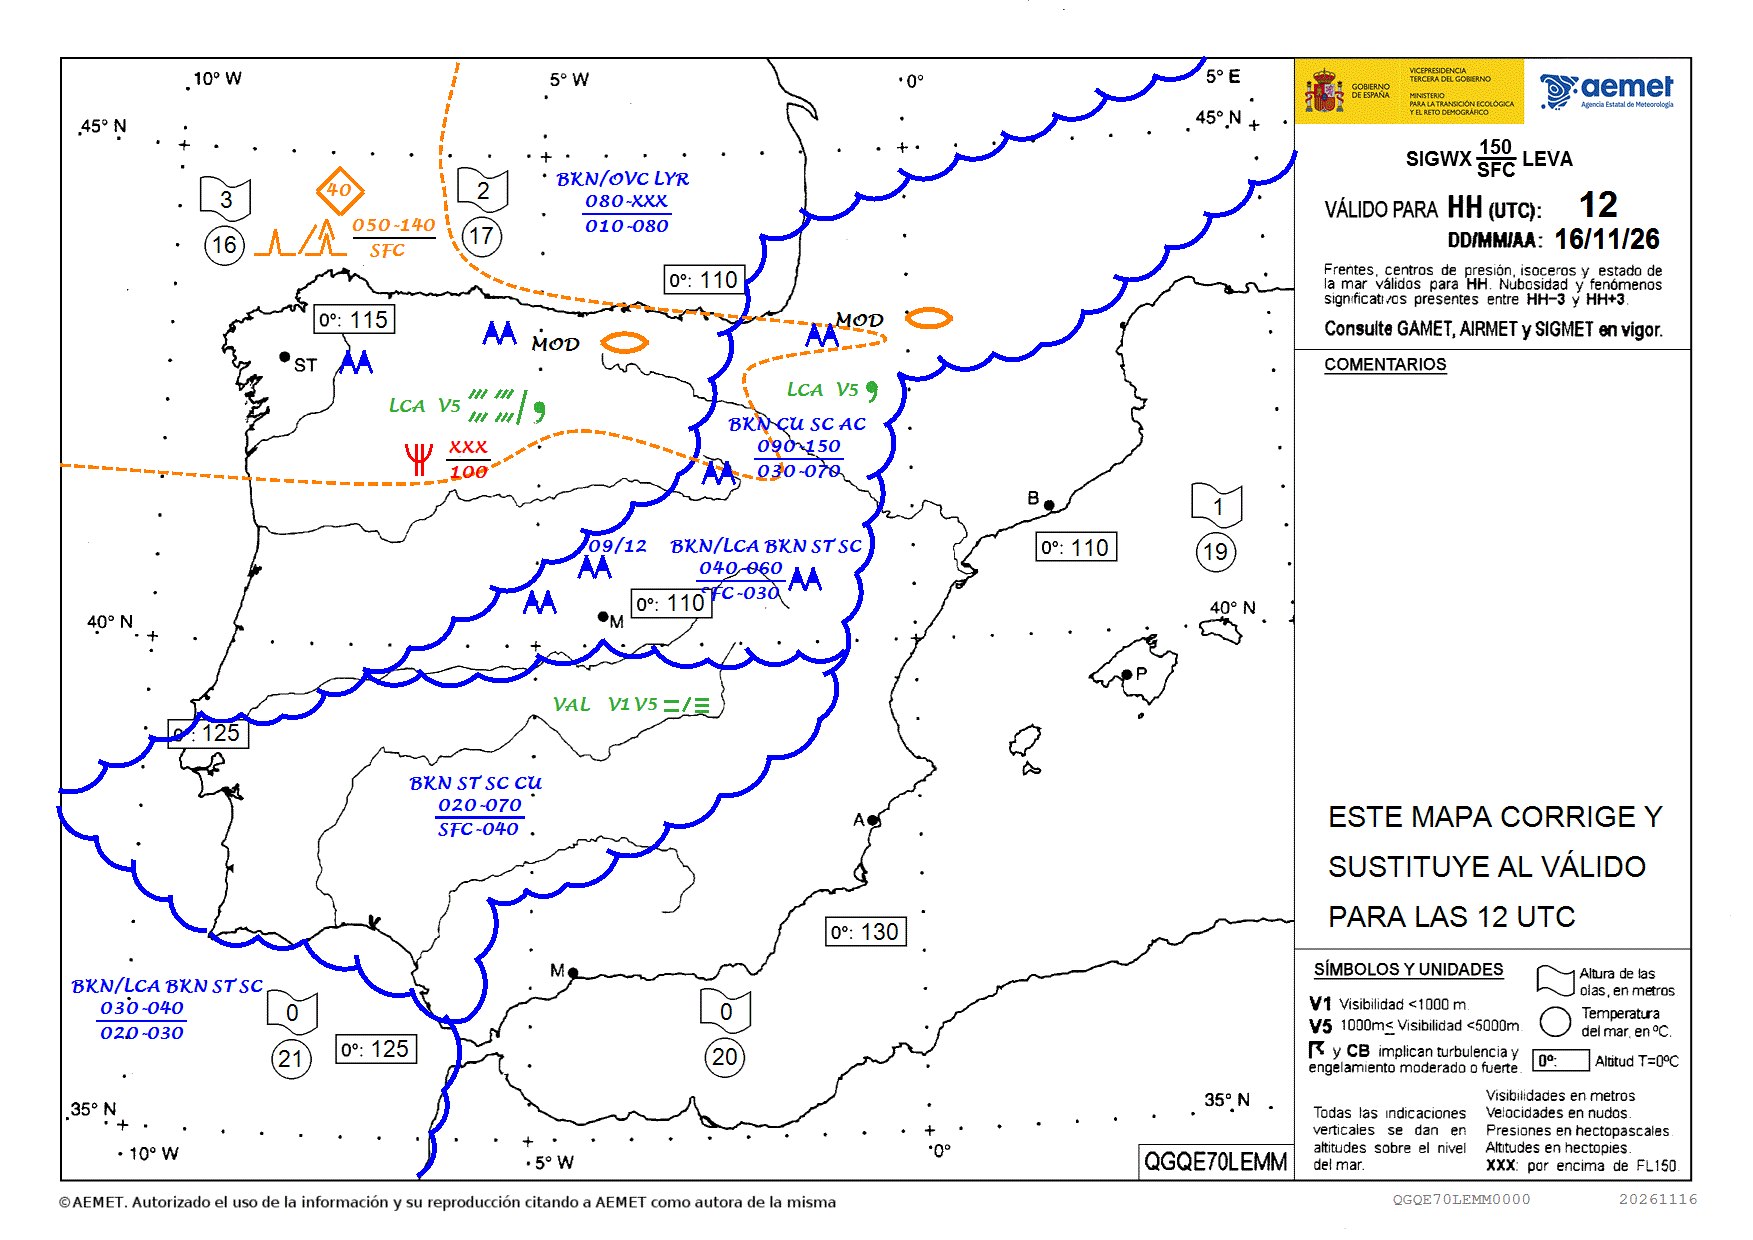 10° W
5° W
0°
5° E
45° N
45° N
3
40
2
BKN/OVC LYR
080-XXX
010-080
16
050-140
SFC
17
0º: 110
0º: 115
MOD
MOD
ST
LCA V5
LCA V5
BKN CU SC AC
090-150
030-070
XXX
100
B
1
0º: 110
19
09/12
BKN/LCA BKN ST SC
040-060
SFC-030
0º: 110
M
40° N
40° N
P
VAL V1 V5
0º: 125
BKN ST SC CU
020-070
SFC-040
A
0º: 130
M
BKN/LCA BKN ST SC
030-040
020-030
0
21
0º: 125
0
20
35° N
35° N
10° W
5° W
0°
QGQE70LEMM
GOBIERNO
DE ESPAÑA
VICEPRESIDENCIA
TERCERA DEL GOBIERNO
MINISTERIO
PARA LA TRANSICIÓN ECOLÓGICA
Y EL RETO DEMOGRÁFICO
aemet
Agencia Estatal de Meteorología
SIGWX 150/SFC LEVA
VÁLIDO PARA HH (UTC): 12
DD/MM/AA: 16/11/26
Frentes, centros de presión, isoceros y estado de
la mar válidos para HH. Nubosidad y fenómenos
significativos presentes entre HH-3 y HH+3.
Consulte GAMET, AIRMET y SIGMET en vigor.
COMENTARIOS
ESTE MAPA CORRIGE Y
SUSTITUYE AL VÁLIDO
PARA LAS 12 UTC
SÍMBOLOS Y UNIDADES
V1 Visibilidad <1000 m.
V5 1000m≤ Visibilidad <5000m.
y CB implican turbulencia y
engelamiento moderado o fuerte.
Altura de las
olas, en metros
Temperatura
del mar, en ºC.
0º: Altitud T=0ºC
Todas las indicaciones
verticales se dan en
altitudes sobre el nivel
del mar.
Visibilidades en metros
Velocidades en nudos.
Presiones en hectopascales.
Altitudes en hectopies.
XXX: por encima de FL150.
©AEMET. Autorizado el uso de la información y su reproducción citando a AEMET como autora de la misma
QGQE70LEMM0000 20261116